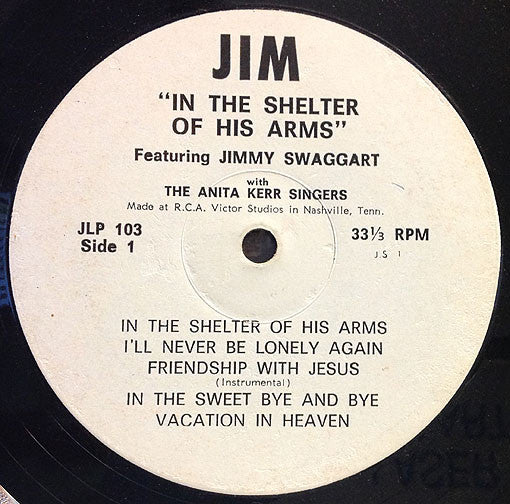 JIM
"IN THE SHELTER
OF HIS ARMS"
Featuring JIMMY SWAGGART
with
THE ANITA KERR SINGERS
Made at R.C.A. Victor Studios in Nashville, Tenn.
JLP 103
Side 1
33⅓ RPM
J.S 1
IN THE SHELTER OF HIS ARMS
I'LL NEVER BE LONELY AGAIN
FRIENDSHIP WITH JESUS
(Instrumental)
IN THE SWEET BYE AND BYE
VACATION IN HEAVEN